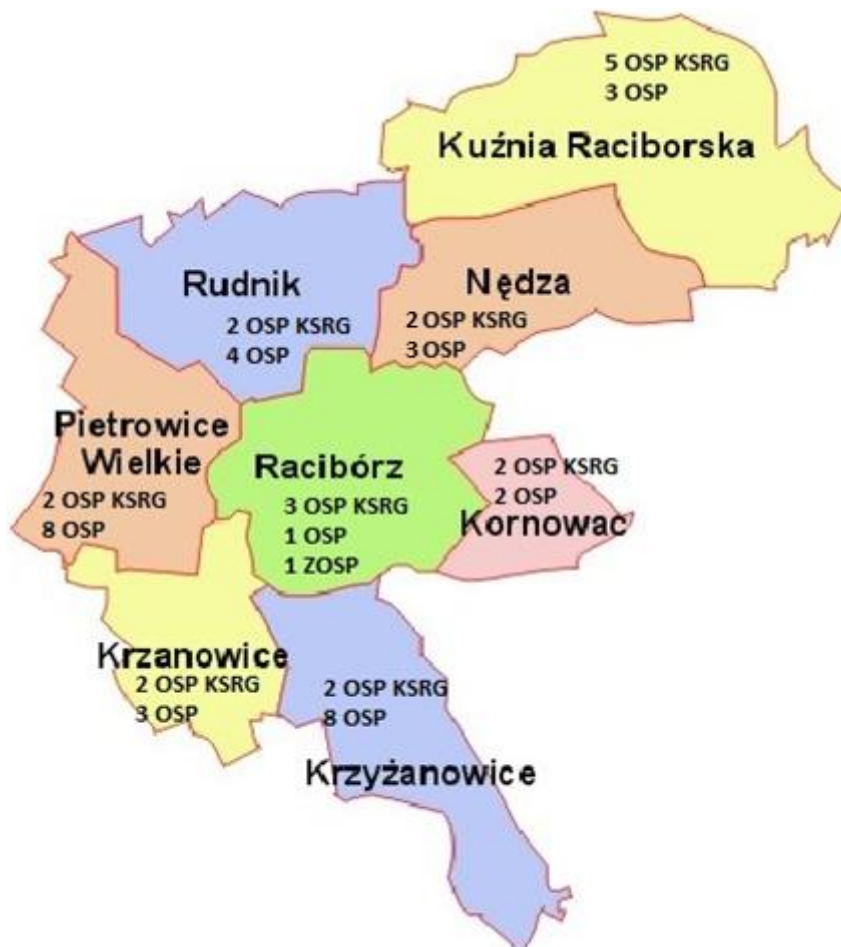 5 OSP KSRG
3 OSP
Kuźnia Raciborska
Rudnik
2 OSP KSRG
4 OSP
Nędza
2 OSP KSRG
3 OSP
Pietrowice
Wielkie
2 OSP KSRG
8 OSP
Racibórz
3 OSP KSRG
1 OSP
1 ZOSP
2 OSP KSRG
2 OSP
Kornowac
Krzanowice
2 OSP KSRG
3 OSP
2 OSP KSRG
8 OSP
Krzyżanowice